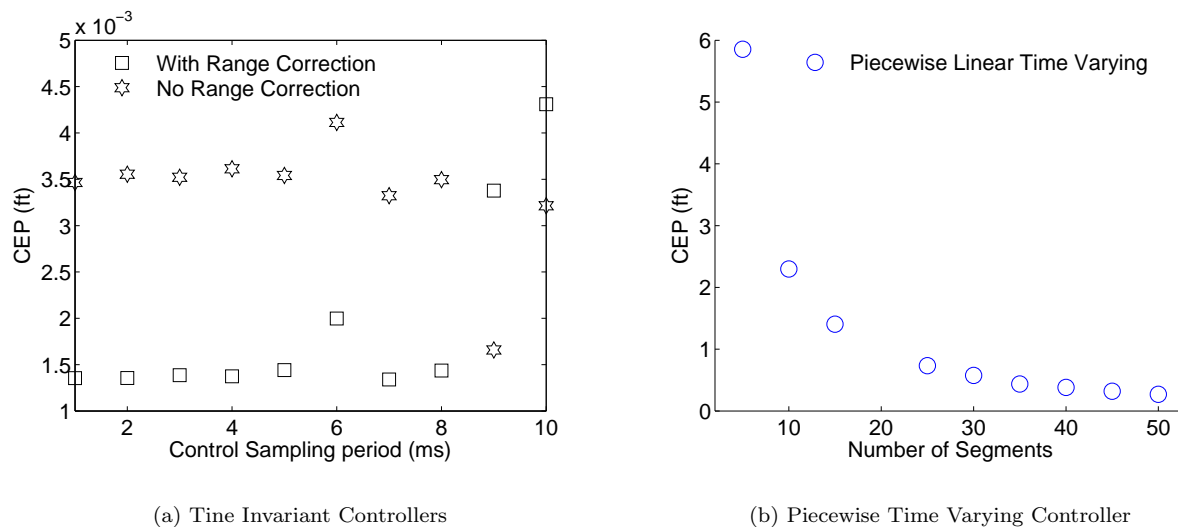 x 10⁻³
5
4.5
4
3.5
3
2.5
2
1.5
1
CEP (ft)
With Range Correction
No Range Correction
2
4
6
8
10
Control Sampling period (ms)
(a) Tine Invariant Controllers
6
5
4
3
2
1
0
CEP (ft)
Piecewise Linear Time Varying
10
20
30
40
50
Number of Segments
(b) Piecewise Time Varying Controller